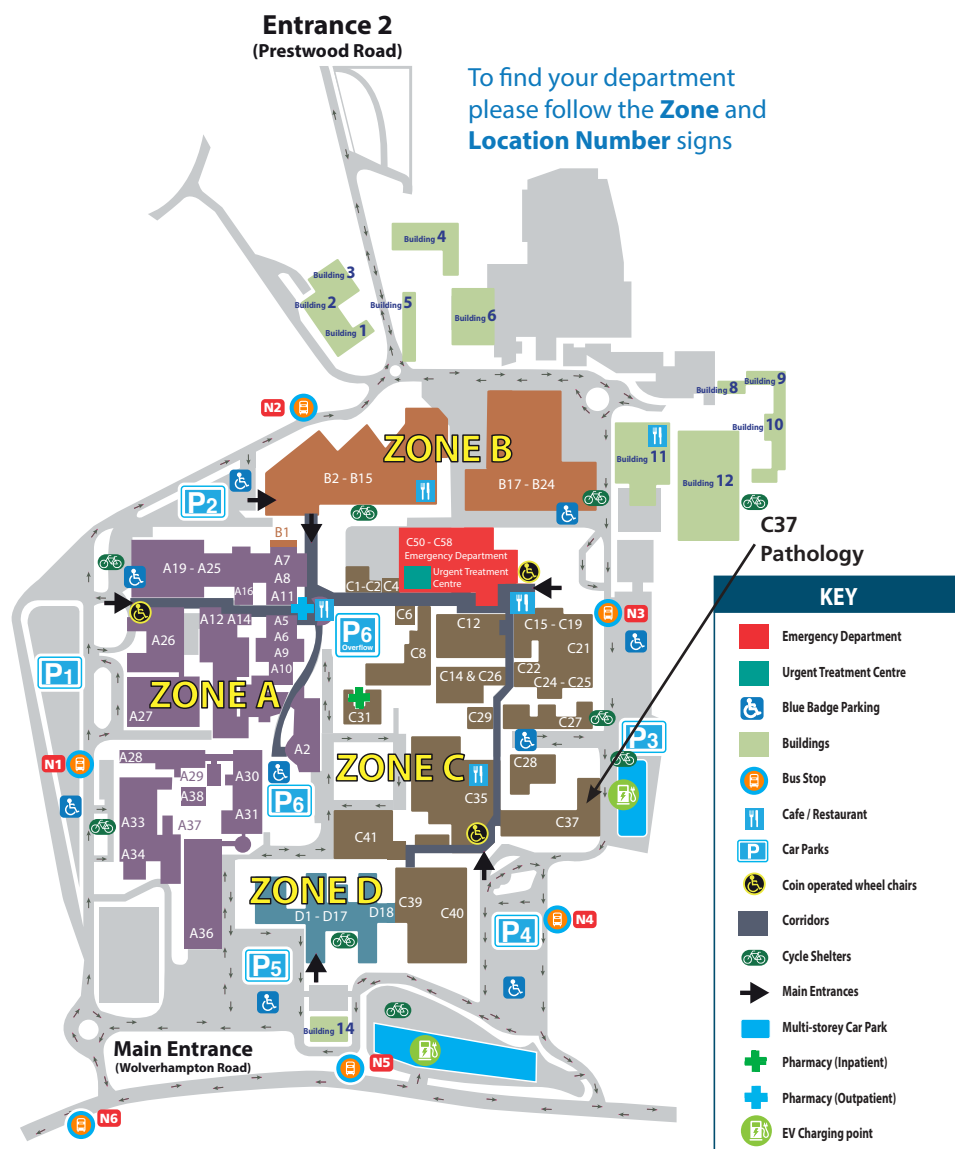 Entrance 2
(Prestwood Road)
To find your department
please follow the Zone and
Location Number signs
Building 4
Building 3
Building 2
Building 5
Building 1
Building 6
Building 8
Building 9
Building 10
Building 11
Building 12
N2
ZONE B
B2 - B15
B17 - B24
P2
B1
C37
Pathology
C50 - C58
Emergency Department
Urgent Treatment
Centre
A19 - A25
A7
A8
A11
A16
C1-C2
C4
A12
A14
A5
A6
A9
A10
A26
P6
Overflow
C6
C8
C12
C15 - C19
C21
C22
C14 & C26
C24 - C25
N3
P1
ZONE A
A27
C31
C29
C27
A2
P3
N1
A28
A29
A30
A38
ZONE C
C28
P6
C35
A33
A37
A31
C41
C37
A34
ZONE D
D1 - D17
D18
C39
C40
A36
P4
N4
P5
Building 14
Main Entrance
(Wolverhampton Road)
N5
N6
KEY
Emergency Department
Urgent Treatment Centre
Blue Badge Parking
Buildings
Bus Stop
Cafe / Restaurant
P
Car Parks
Coin operated wheel chairs
Corridors
Cycle Shelters
Main Entrances
Multi-storey Car Park
Pharmacy (Inpatient)
Pharmacy (Outpatient)
EV Charging point